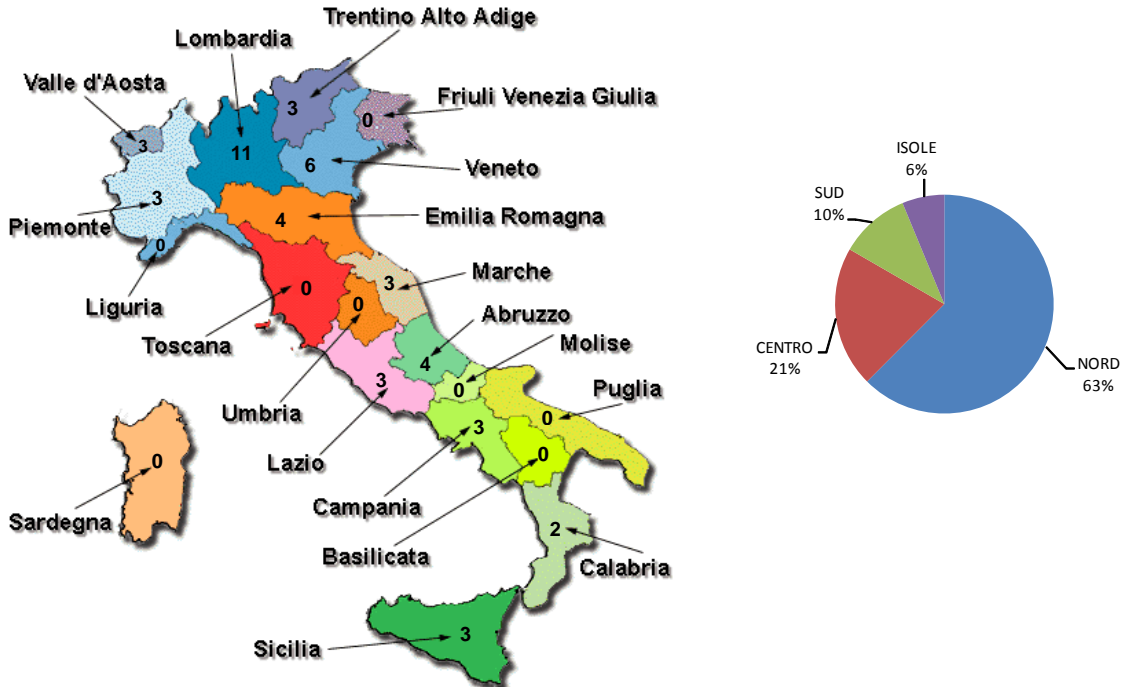 Trentino Alto Adige
Lombardia
Valle d'Aosta
Friuli Venezia Giulia
3
0
3
11
6
Veneto
3
Piemonte
Emilia Romagna
4
0
Liguria
Marche
3
0
0
Toscana
Abruzzo
Molise
4
3
0
Puglia
Umbria
0
3
Lazio
0
0
Sardegna
Campania
2
Basilicata
Calabria
3
Sicilia
ISOLE
6%
SUD
10%
CENTRO
21%
NORD
63%